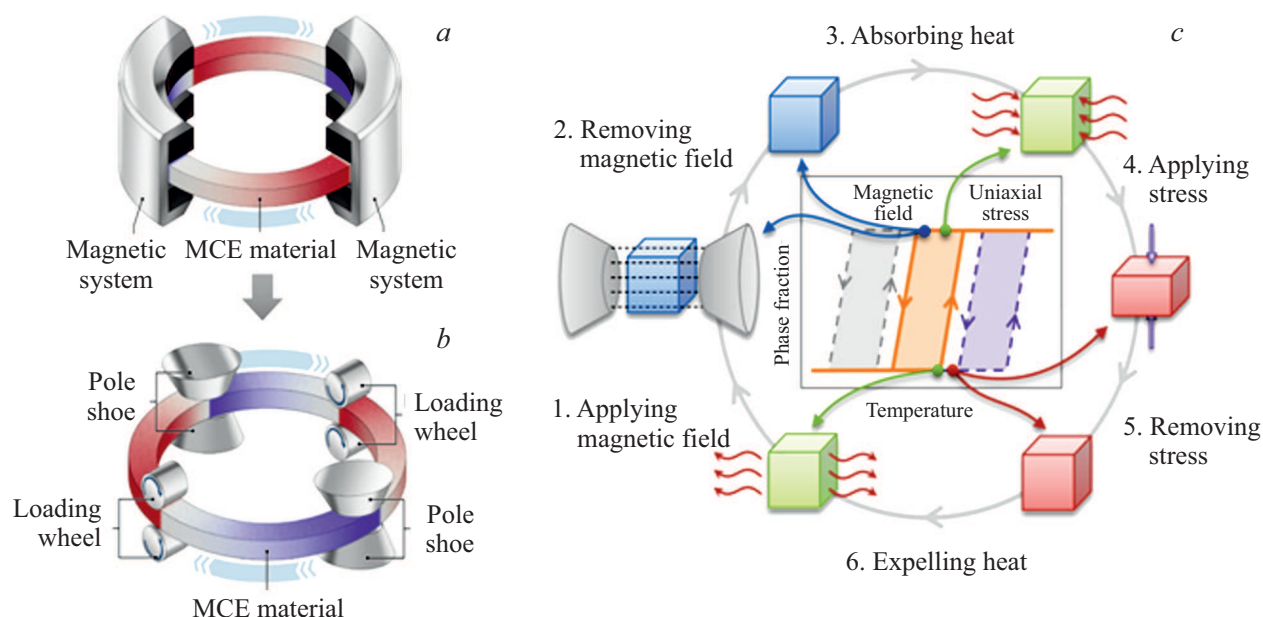 a
Magnetic
system
MCE material
Magnetic
system
b
Pole
shoe
Loading
wheel
Loading
wheel
Pole
shoe
MCE material
c
3. Absorbing heat
2. Removing
magnetic field
4. Applying
stress
Magnetic
field
Uniaxial
stress
Phase fraction
Temperature
1. Applying
magnetic field
5. Removing
stress
6. Expelling heat